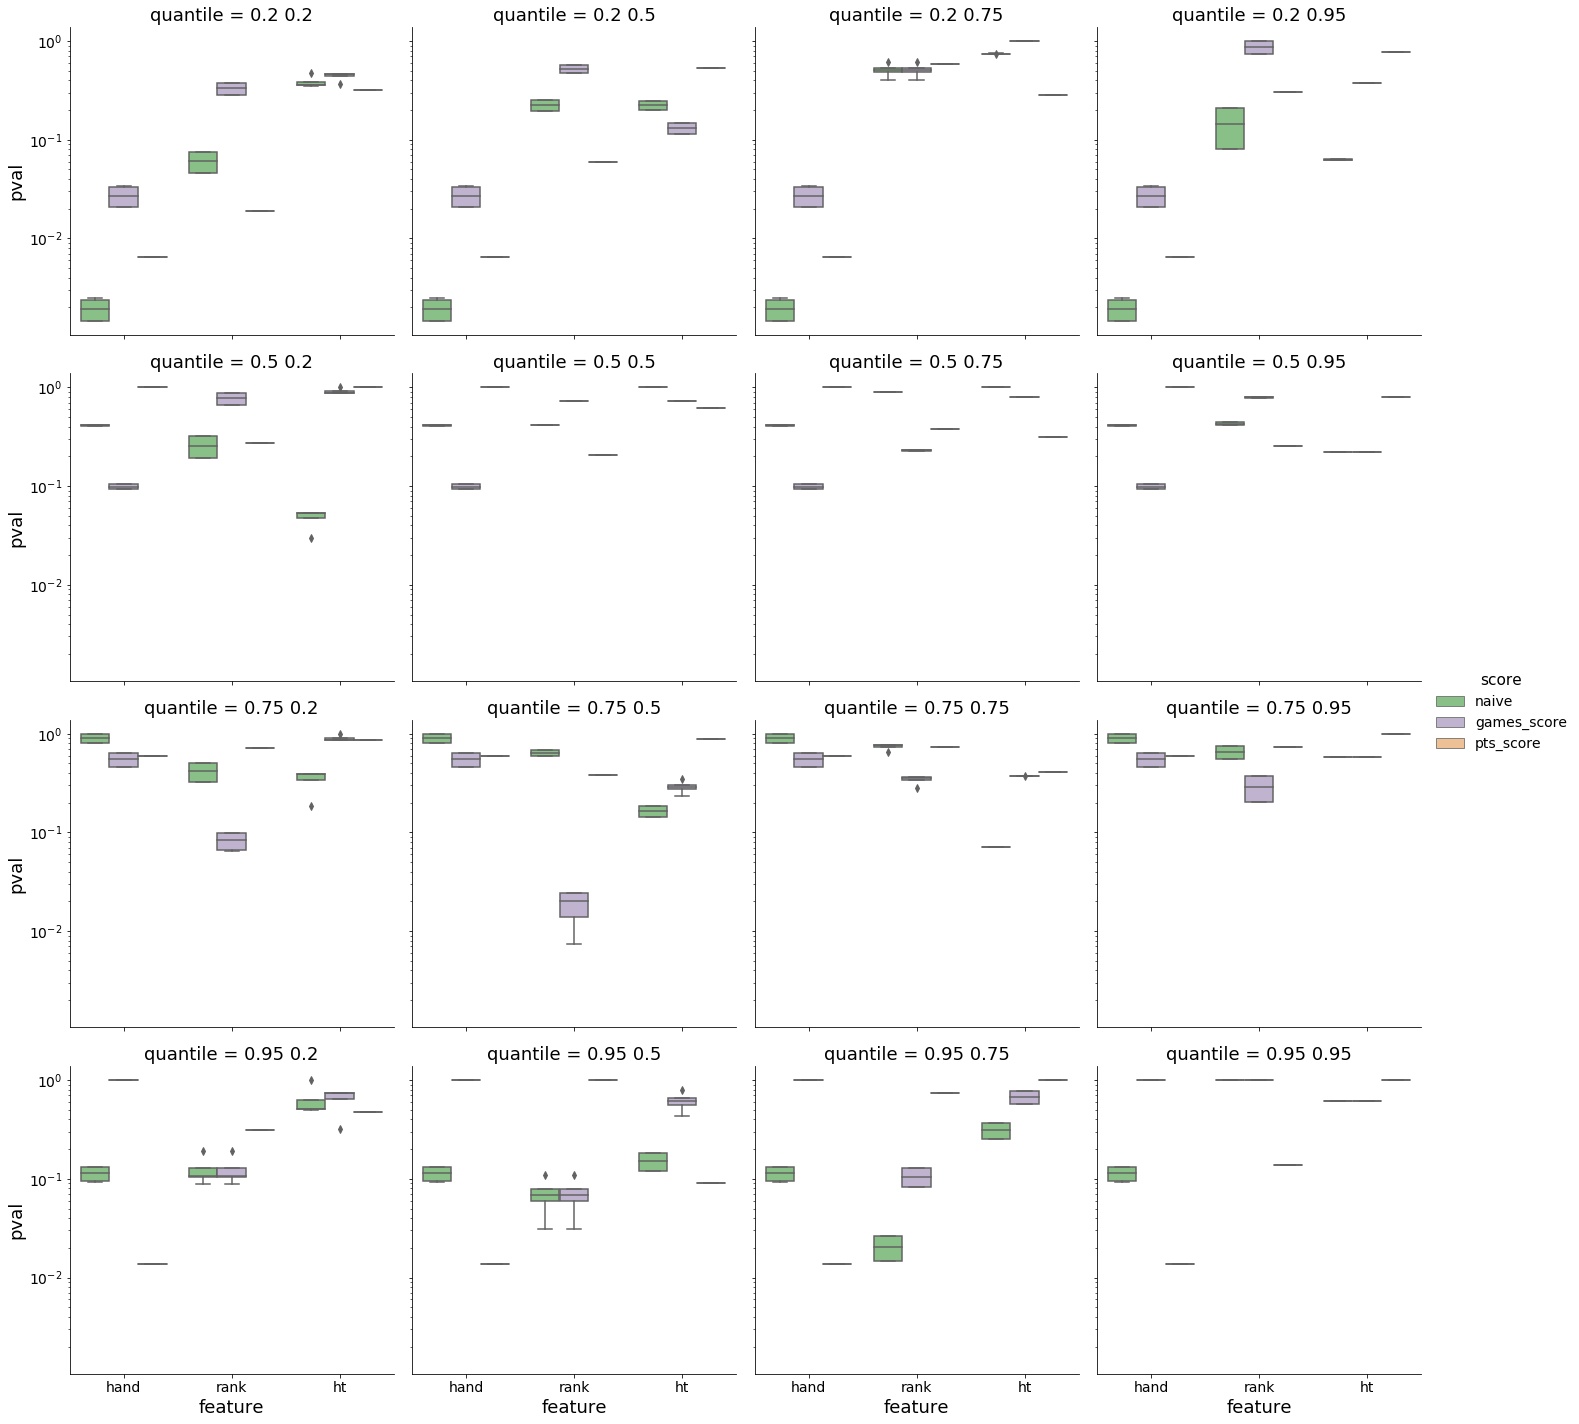 quantile = 0.2 0.2 quantile = 0.2 0.5 quantile = 0.2 0.75 quantile = 0.2 0.95
10⁰
10⁻¹
10⁻²
pval
quantile = 0.5 0.2 quantile = 0.5 0.5 quantile = 0.5 0.75 quantile = 0.5 0.95
10⁰
10⁻¹
10⁻²
pval
quantile = 0.75 0.2 quantile = 0.75 0.5 quantile = 0.75 0.75 quantile = 0.75 0.95
10⁰
10⁻¹
10⁻²
pval
quantile = 0.95 0.2 quantile = 0.95 0.5 quantile = 0.95 0.75 quantile = 0.95 0.95
10⁰
10⁻¹
10⁻²
pval
hand rank ht hand rank ht hand rank ht hand rank ht
feature feature feature feature
score
naive
games_score
pts_score